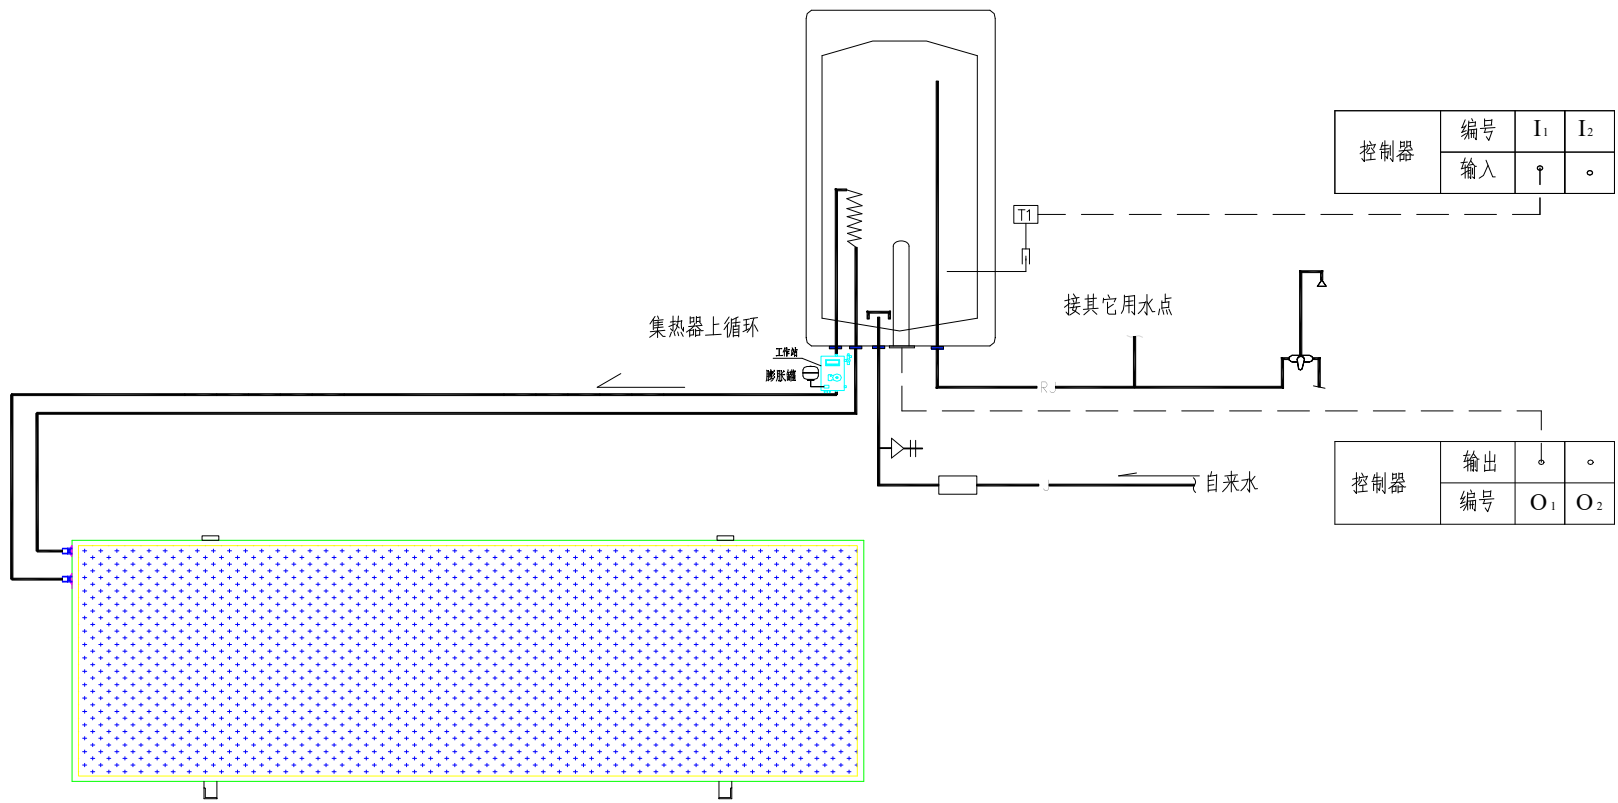 控制器
编号 I1 I2
输入
T1
接其它用水点
集热器上循环
工作站
膨胀罐
RJ
J
自来水
控制器
输出
编号 O1 O2